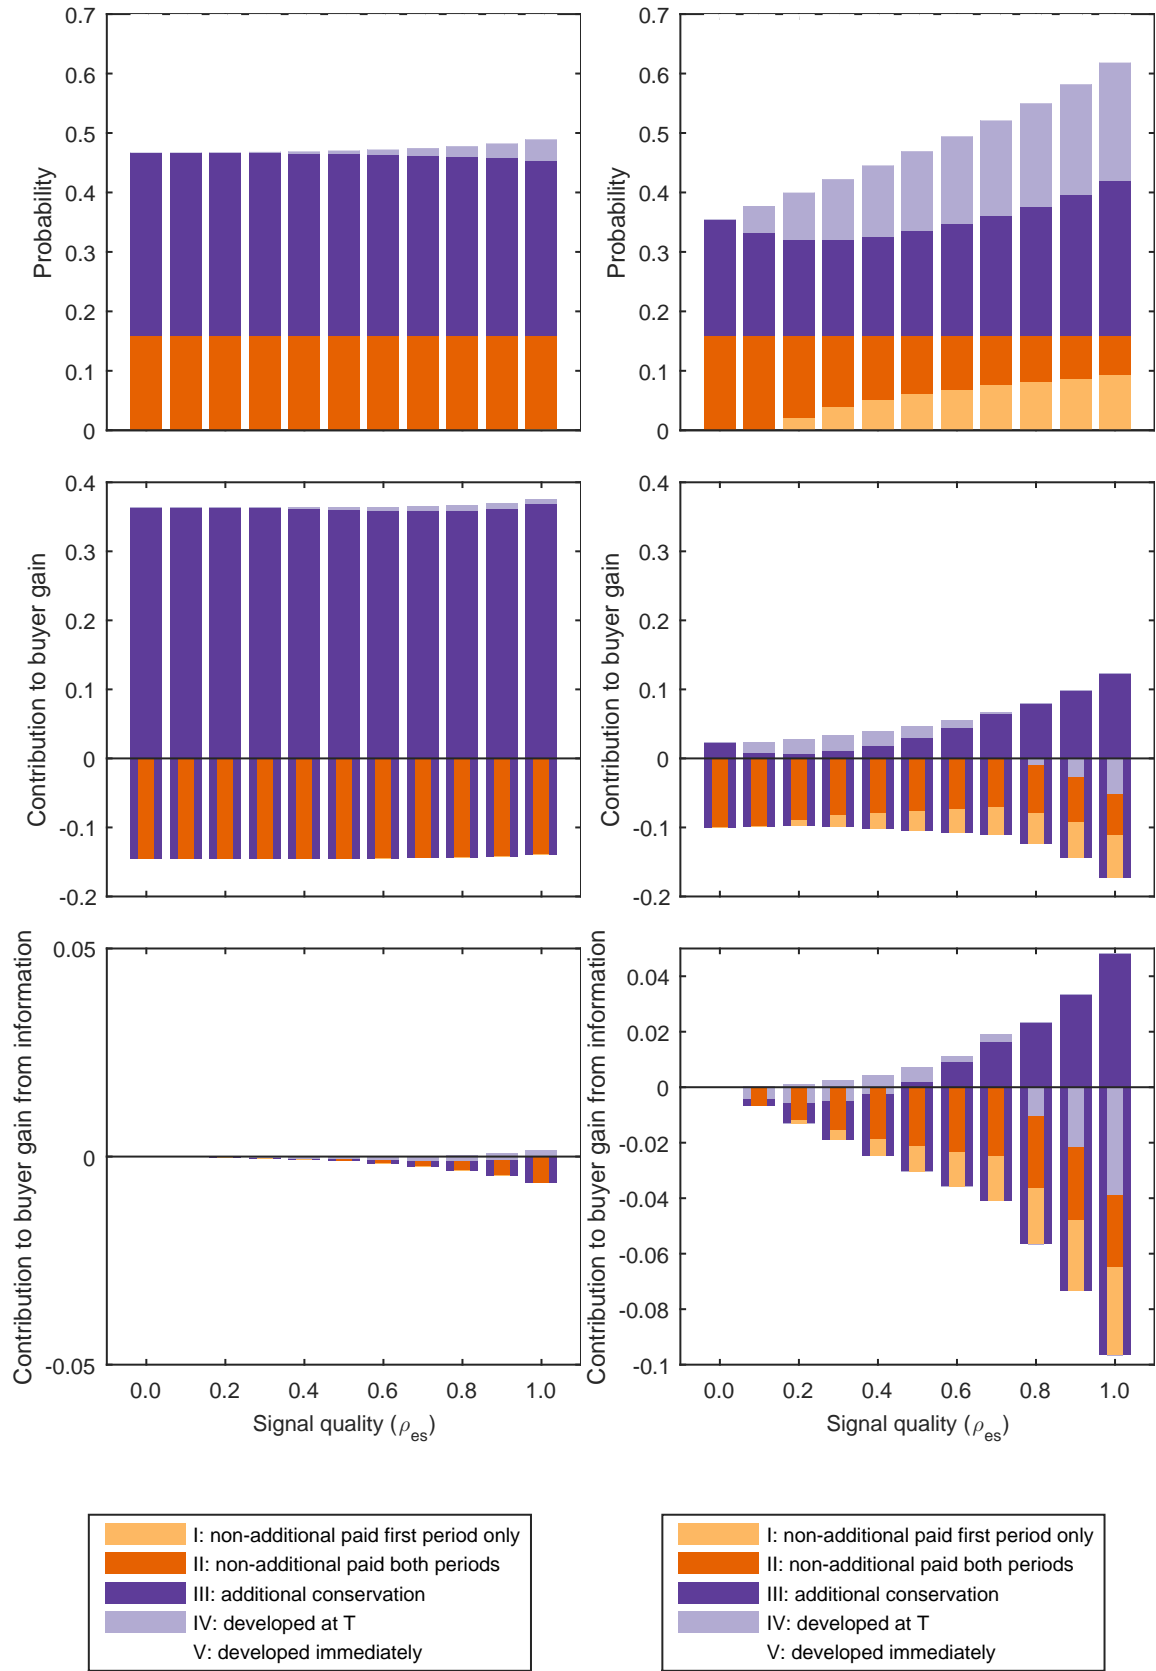 0.7
0.6
0.5
0.4
0.3
0.2
0.1
0
Probability
0.7
0.6
0.5
0.4
0.3
0.2
0.1
0
Probability
0.4
0.3
0.2
0.1
0
-0.1
-0.2
Contribution to buyer gain
0.4
0.3
0.2
0.1
0
-0.1
-0.2
Contribution to buyer gain
0.05
0
-0.05
Contribution to buyer gain from information
0.0 0.2 0.4 0.6 0.8 1.0
Signal quality (ρes)
0.04
0.02
0
-0.02
-0.04
-0.06
-0.08
-0.1
Contribution to buyer gain from information
0.0 0.2 0.4 0.6 0.8 1.0
Signal quality (ρes)
I: non-additional paid first period only
II: non-additional paid both periods
III: additional conservation
IV: developed at T
V: developed immediately
I: non-additional paid first period only
II: non-additional paid both periods
III: additional conservation
IV: developed at T
V: developed immediately